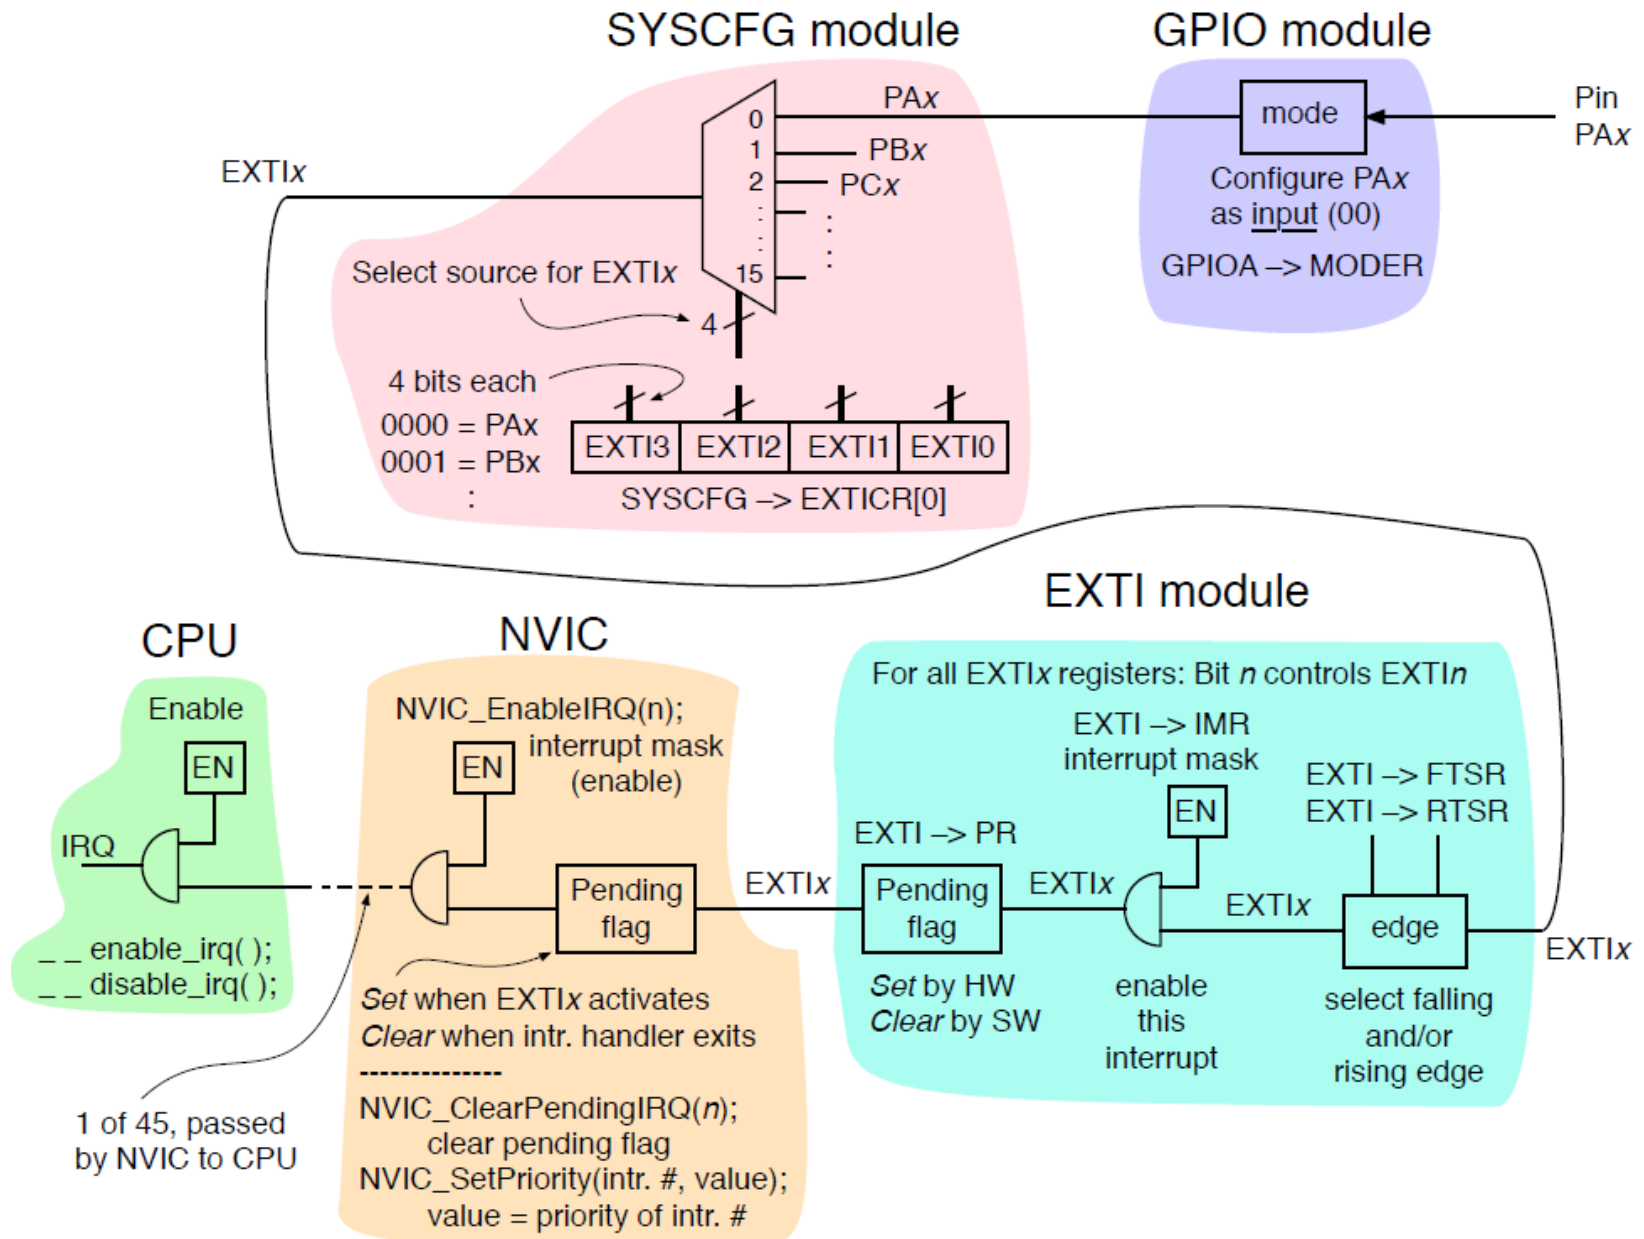 SYSCFG module
GPIO module
PAx
0
1
2
15
PBx
PCx
mode
Pin
PAx
Configure PAx
as input (00)
GPIOA –> MODER
EXTIx
Select source for EXTIx
4
4 bits each
0000 = PAx
0001 = PBx
:
EXTI3 EXTI2 EXTI1 EXTI0
SYSCFG –> EXTICR[0]
EXTI module
For all EXTIx registers: Bit n controls EXTIn
EXTI –> IMR
interrupt mask
EN
EXTI –> FTSR
EXTI –> RTSR
EXTI –> PR
EXTIx
Pending
flag
EXTIx
EXTIx
edge
EXTIx
Set by HW
Clear by SW
enable
this
interrupt
select falling
and/or
rising edge
NVIC
NVIC_EnableIRQ(n);
interrupt mask
(enable)
EN
Pending
flag
Set when EXTIx activates
Clear when intr. handler exits
--------------
NVIC_ClearPendingIRQ(n);
clear pending flag
NVIC_SetPriority(intr. #, value);
value = priority of intr. #
CPU
Enable
EN
IRQ
_ _ enable_irq( );
_ _ disable_irq( );
1 of 45, passed
by NVIC to CPU